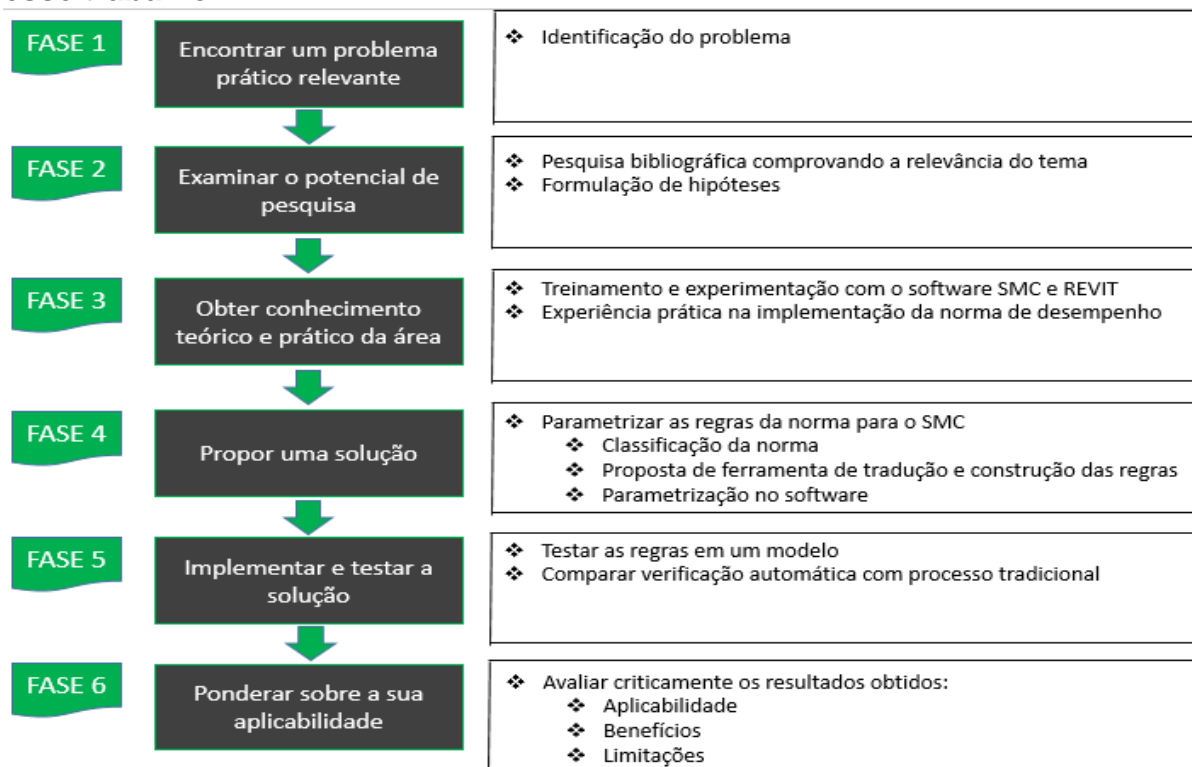 FASE 1
Encontrar um problema
prático relevante
❖ Identificação do problema
FASE 2
Examinar o potencial de
pesquisa
❖ Pesquisa bibliográfica comprovando a relevância do tema
❖ Formulação de hipóteses
FASE 3
Obter conhecimento
teórico e prático da área
❖ Treinamento e experimentação com o software SMC e REVIT
❖ Experiência prática na implementação da norma de desempenho
FASE 4
Propor uma solução
❖ Parametrizar as regras da norma para o SMC
❖ Classificação da norma
❖ Proposta de ferramenta de tradução e construção das regras
❖ Parametrização no software
FASE 5
Implementar e testar a
solução
❖ Testar as regras em um modelo
❖ Comparar verificação automática com processo tradicional
FASE 6
Ponderar sobre a sua
aplicabilidade
❖ Avaliar criticamente os resultados obtidos:
❖ Aplicabilidade
❖ Benefícios
❖ Limitações